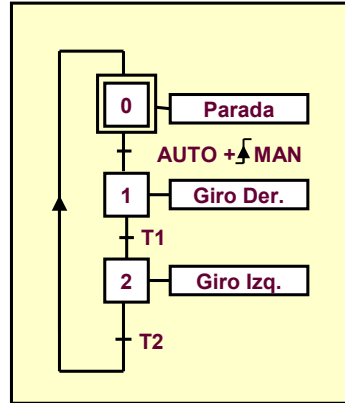 0 Parada
AUTO + MAN
1 Giro Der.
T1
2 Giro Izq.
T2